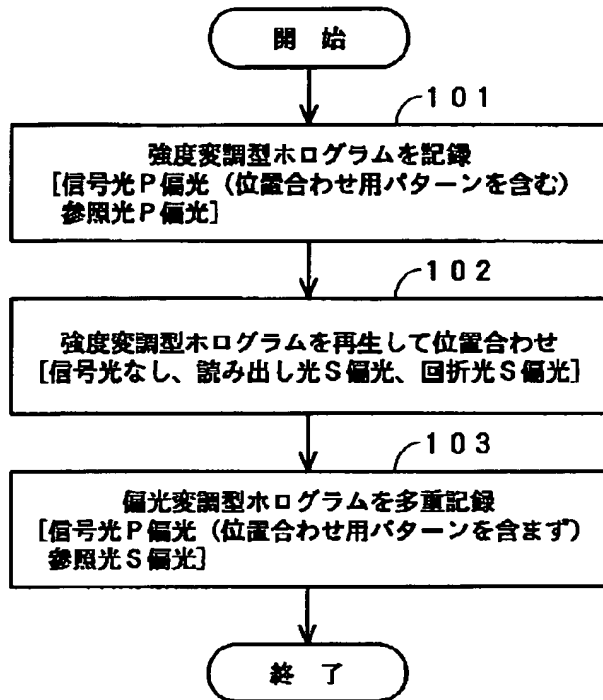 開 始
101
強度変調型ホログラムを記録
[信号光P偏光(位置合わせ用パターンを含む)
参照光P偏光]
102
強度変調型ホログラムを再生して位置合わせ
[信号光なし、読み出し光S偏光、回折光S偏光]
103
偏光変調型ホログラムを多重記録
[信号光P偏光(位置合わせ用パターンを含まず)
参照光S偏光]
終 了